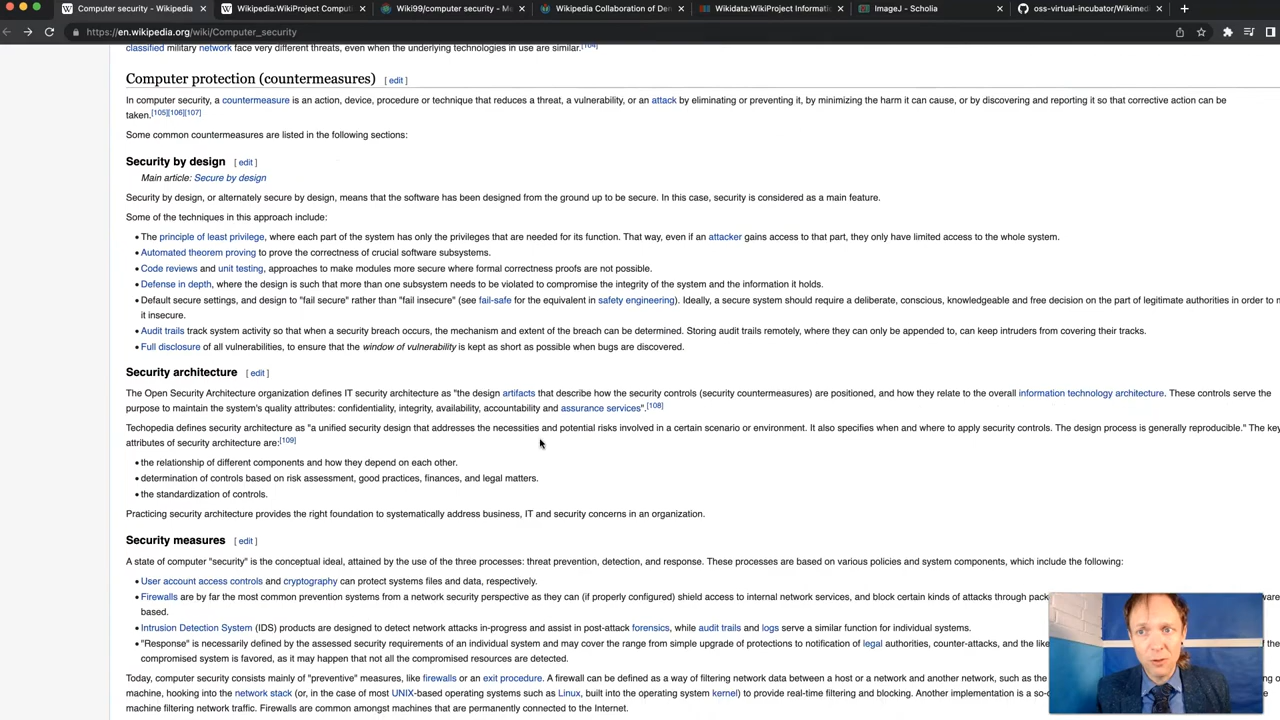 Computer security - Wikipedia
Wikipedia:WikiProject Comput
Wiki99/computer security - Me
Wikipedia Collaboration of Den
Wikidata:WikiProject Informati
ImageJ - Scholia
oss-virtual-incubator/Wikimed
https://en.wikipedia.org/wiki/Computer_security
classified military network face very different threats, even when the underlying technologies in use are similar.[104]
Computer protection (countermeasures) [ edit ]
In computer security, a countermeasure is an action, device, procedure or technique that reduces a threat, a vulnerability, or an attack by eliminating or preventing it, by minimizing the harm it can cause, or by discovering and reporting it so that corrective action can be
taken.[105][106][107]
Some common countermeasures are listed in the following sections:
Security by design [ edit ]
Main article: Secure by design
Security by design, or alternately secure by design, means that the software has been designed from the ground up to be secure. In this case, security is considered as a main feature.
Some of the techniques in this approach include:
• The principle of least privilege, where each part of the system has only the privileges that are needed for its function. That way, even if an attacker gains access to that part, they only have limited access to the whole system.
• Automated theorem proving to prove the correctness of crucial software subsystems.
• Code reviews and unit testing, approaches to make modules more secure where formal correctness proofs are not possible.
• Defense in depth, where the design is such that more than one subsystem needs to be violated to compromise the integrity of the system and the information it holds.
• Default secure settings, and design to "fail secure" rather than "fail insecure" (see fail-safe for the equivalent in safety engineering). Ideally, a secure system should require a deliberate, conscious, knowledgeable and free decision on the part of legitimate authorities in order to m
it insecure.
• Audit trails track system activity so that when a security breach occurs, the mechanism and extent of the breach can be determined. Storing audit trails remotely, where they can only be appended to, can keep intruders from covering their tracks.
• Full disclosure of all vulnerabilities, to ensure that the window of vulnerability is kept as short as possible when bugs are discovered.
Security architecture [ edit ]
The Open Security Architecture organization defines IT security architecture as "the design artifacts that describe how the security controls (security countermeasures) are positioned, and how they relate to the overall information technology architecture. These controls serve the
purpose to maintain the system's quality attributes: confidentiality, integrity, availability, accountability and assurance services".[108]
Techopedia defines security architecture as "a unified security design that addresses the necessities and potential risks involved in a certain scenario or environment. It also specifies when and where to apply security controls. The design process is generally reproducible." The key
attributes of security architecture are:[109]
• the relationship of different components and how they depend on each other.
• determination of controls based on risk assessment, good practices, finances, and legal matters.
• the standardization of controls.
Practicing security architecture provides the right foundation to systematically address business, IT and security concerns in an organization.
Security measures [ edit ]
A state of computer "security" is the conceptual ideal, attained by the use of the three processes: threat prevention, detection, and response. These processes are based on various policies and system components, which include the following:
• User account access controls and cryptography can protect systems files and data, respectively.
• Firewalls are by far the most common prevention systems from a network security perspective as they can (if properly configured) shield access to internal network services, and block certain kinds of attacks through pack ware
based.
• Intrusion Detection System (IDS) products are designed to detect network attacks in-progress and assist in post-attack forensics, while audit trails and logs serve a similar function for individual systems.
• "Response" is necessarily defined by the assessed security requirements of an individual system and may cover the range from simple upgrade of protections to notification of legal authorities, counter-attacks, and the like of the
compromised system is favored, as it may happen that not all the compromised resources are detected.
Today, computer security consists mainly of "preventive" measures, like firewalls or an exit procedure. A firewall can be defined as a way of filtering network data between a host or a network and another network, such as the ng on
machine, hooking into the network stack (or, in the case of most UNIX-based operating systems such as Linux, built into the operating system kernel) to provide real-time filtering and blocking. Another implementation is a so-c
machine filtering network traffic. Firewalls are common amongst machines that are permanently connected to the Internet.